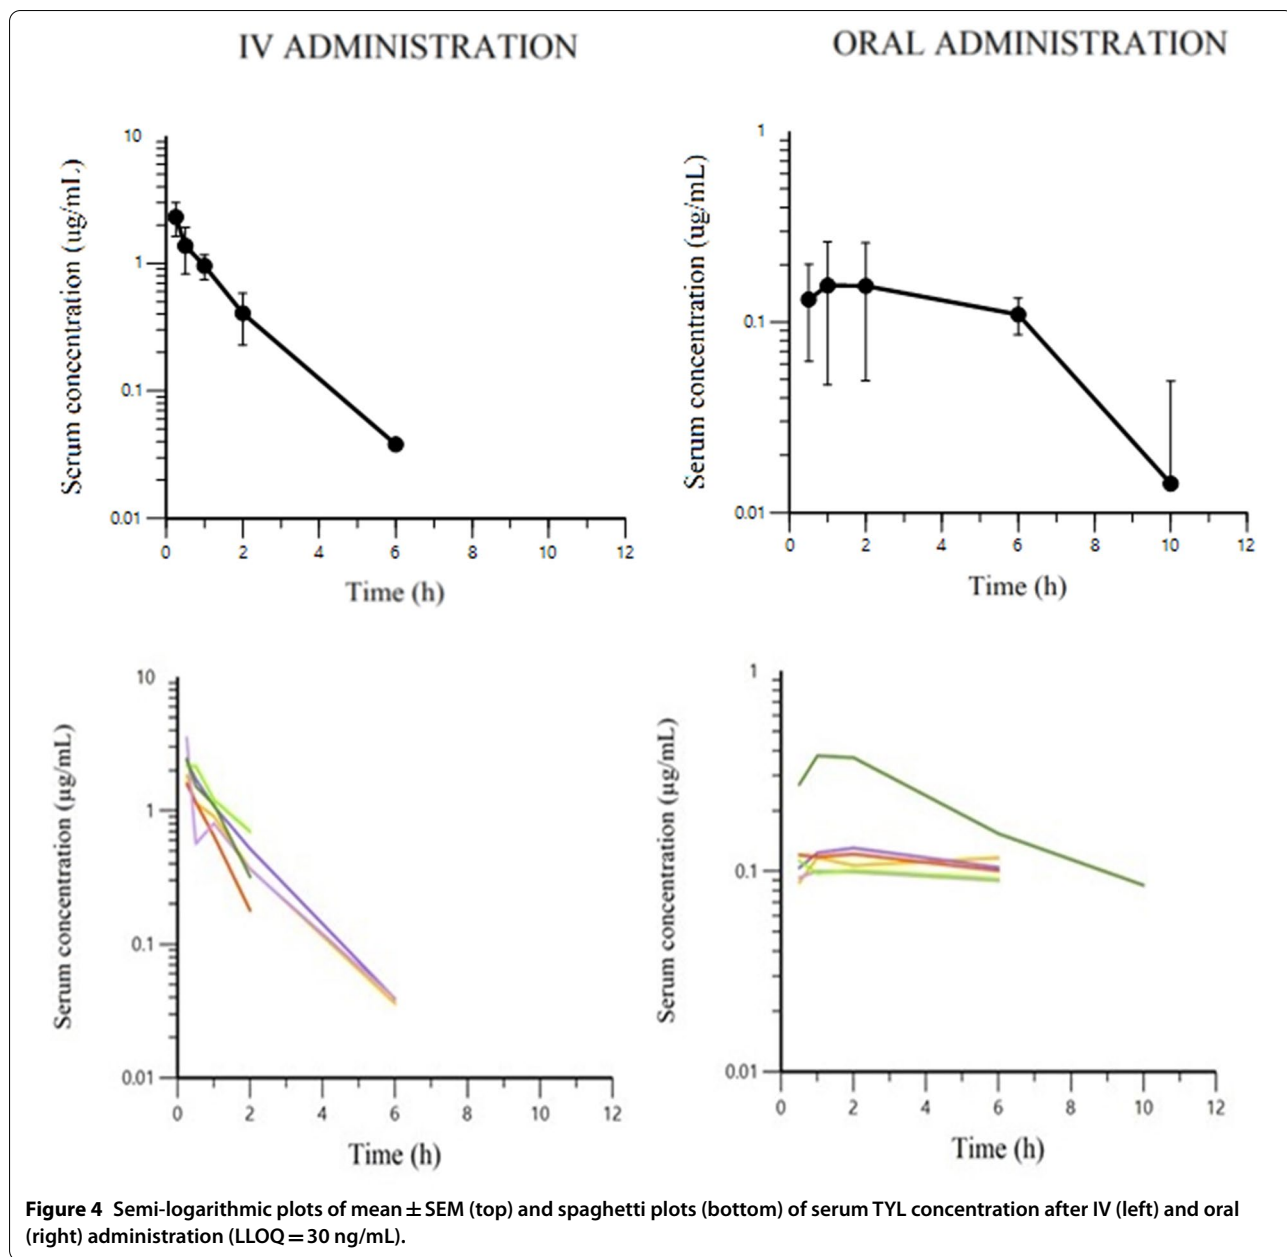 IV ADMINISTRATION
ORAL ADMINISTRATION
Serum concentration (ug/mL)
10
1
0.1
0.01
0 2 4 6 8 10 12
Time (h)
Serum concentration (ug/mL)
1
0.1
0.01
0 2 4 6 8 10 12
Time (h)
Serum concentration (µg/mL)
10
1
0.1
0.01
0 2 4 6 8 10 12
Time (h)
Serum concentration (µg/mL)
1
0.1
0.01
0 2 4 6 8 10 12
Time (h)
Figure 4 Semi-logarithmic plots of mean ± SEM (top) and spaghetti plots (bottom) of serum TYL concentration after IV (left) and oral
(right) administration (LLOQ = 30 ng/mL).